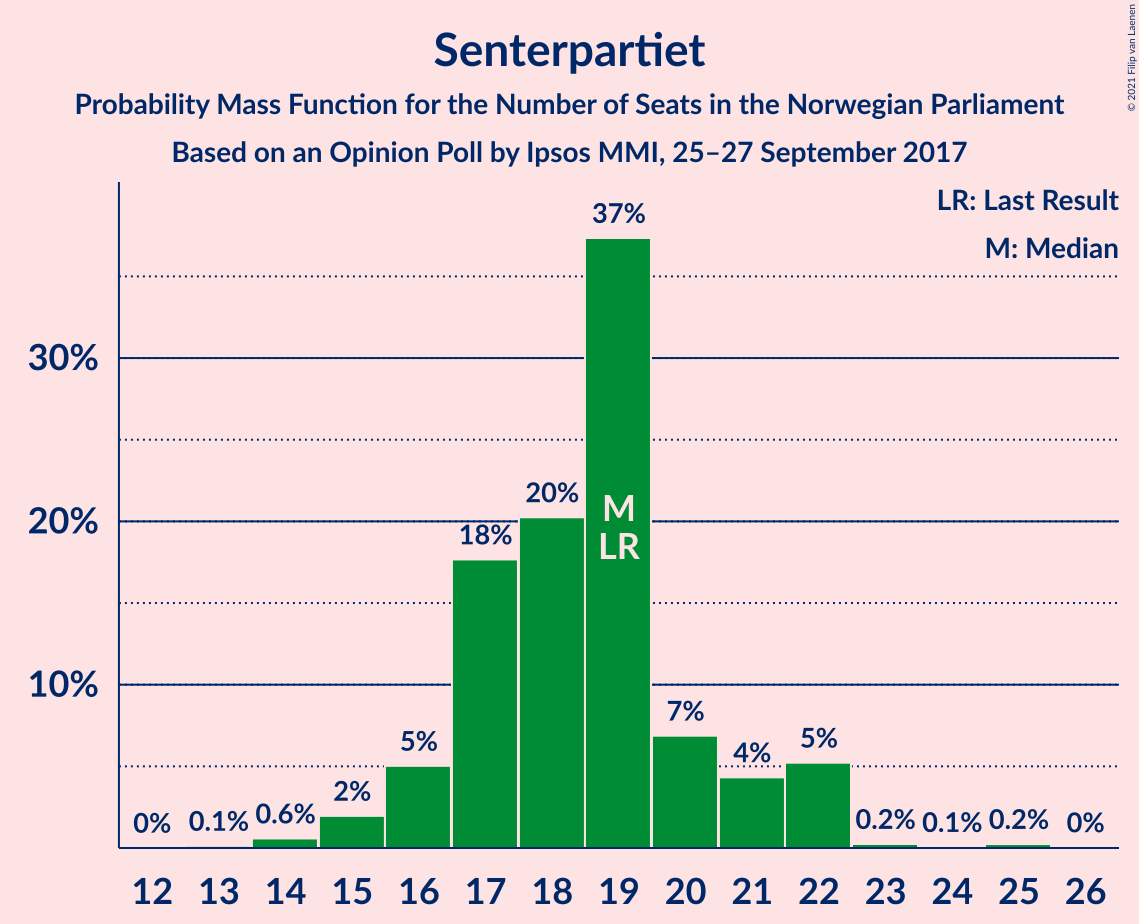 © 2021 Filip van Laenen
Senterpartiet
Probability Mass Function for the Number of Seats in the Norwegian Parliament
Based on an Opinion Poll by Ipsos MMI, 25–27 September 2017
LR: Last Result
M: Median
30%
20%
10%
0% 0.1% 0.6% 2% 5% 18% 20% 37% 7% 4% 5% 0.2% 0.1% 0.2% 0%
M
LR
12 13 14 15 16 17 18 19 20 21 22 23 24 25 26